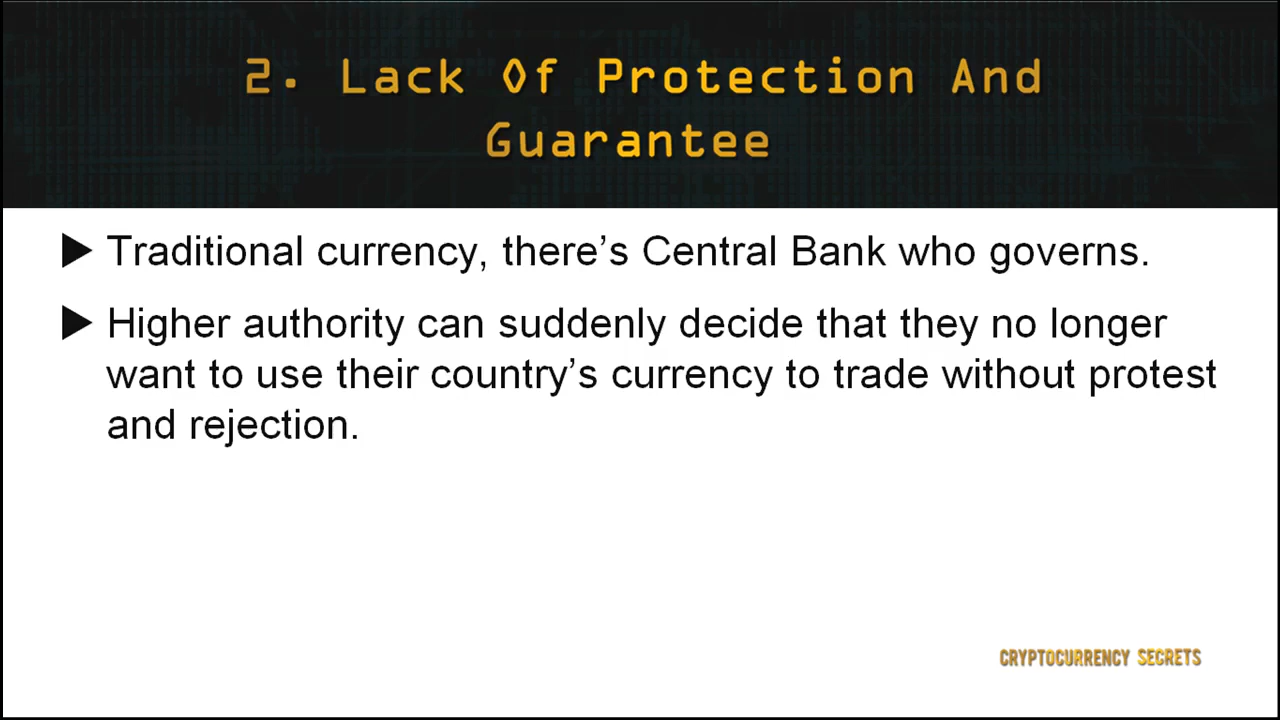 2. Lack Of Protection And
Guarantee
Traditional currency, there’s Central Bank who governs.
Higher authority can suddenly decide that they no longer
want to use their country’s currency to trade without protest
and rejection.
CRYPTOCURRENCY SECRETS